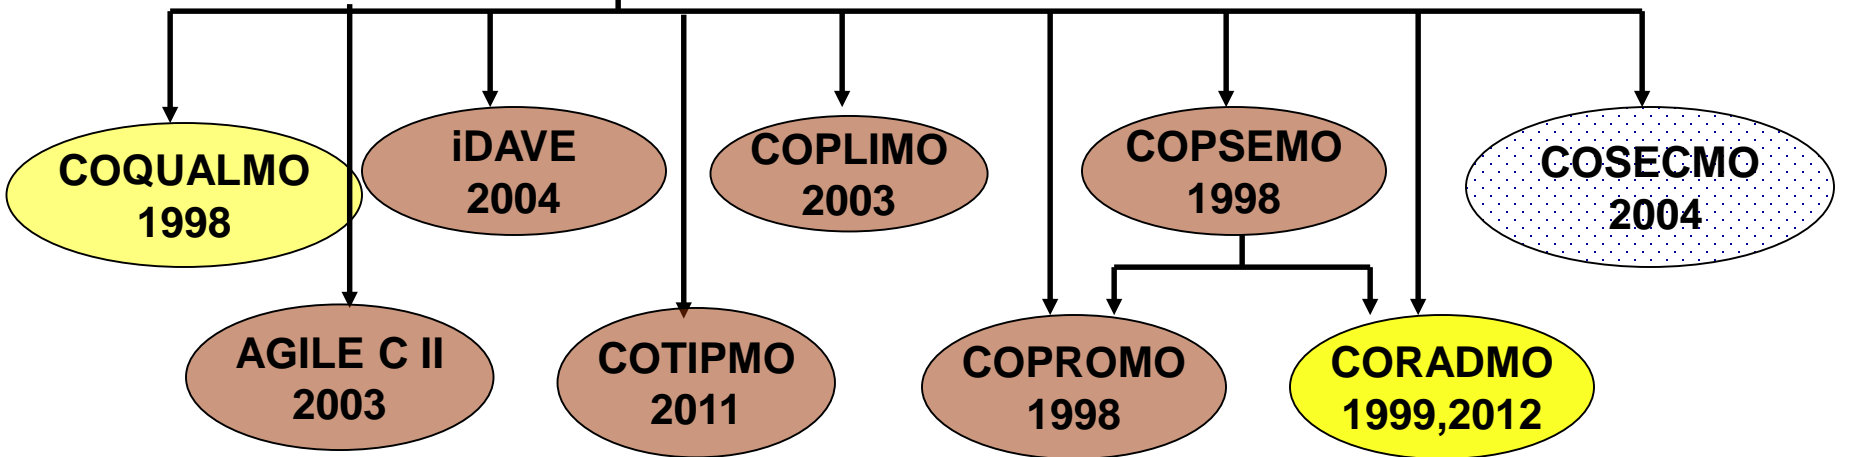 COQUALMO
1998
iDAVE
2004
COPLIMO
2003
COPSEMO
1998
COSECMO
2004
AGILE C II
2003
COTIPMO
2011
COPROMO
1998
CORADMO
1999,2012